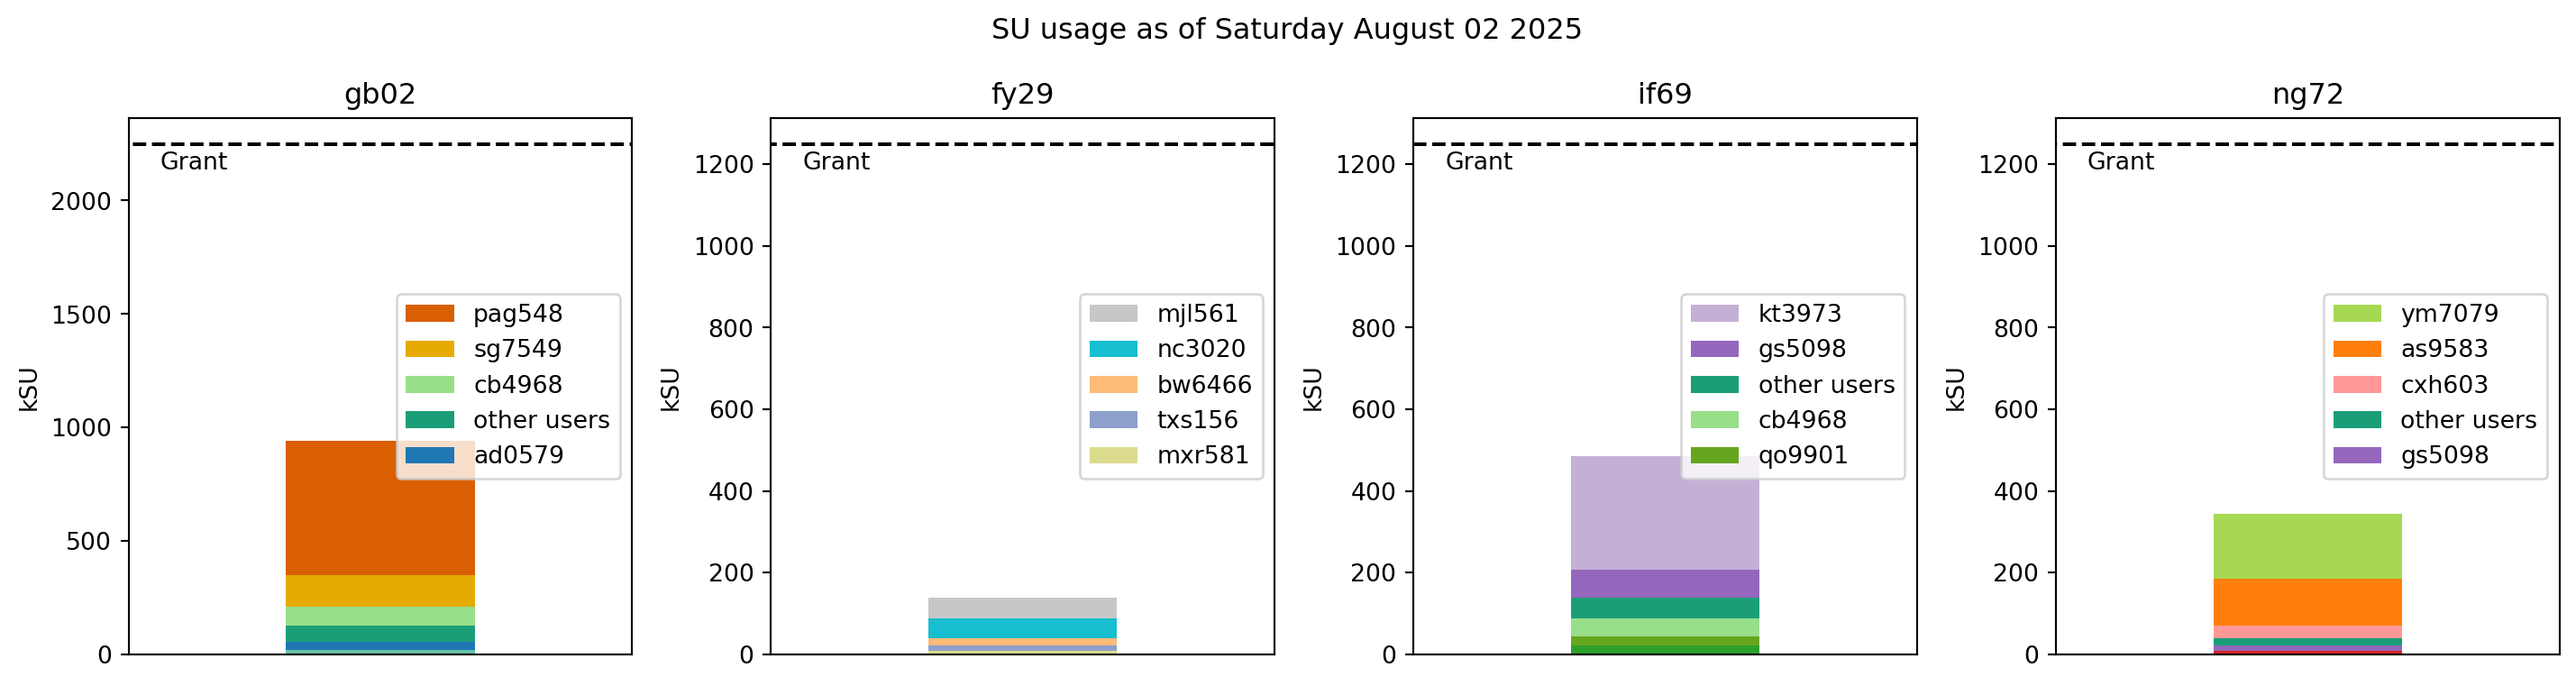 SU usage as of Saturday August 02 2025
gb02
kSU
2000
1500
1000
500
0
Grant
pag548
sg7549
cb4968
other users
ad0579
fy29
kSU
1200
1000
800
600
400
200
0
Grant
mjl561
nc3020
bw6466
txs156
mxr581
if69
kSU
1200
1000
800
600
400
200
0
Grant
kt3973
gs5098
other users
cb4968
qo9901
ng72
kSU
1200
1000
800
600
400
200
0
Grant
ym7079
as9583
cxh603
other users
gs5098